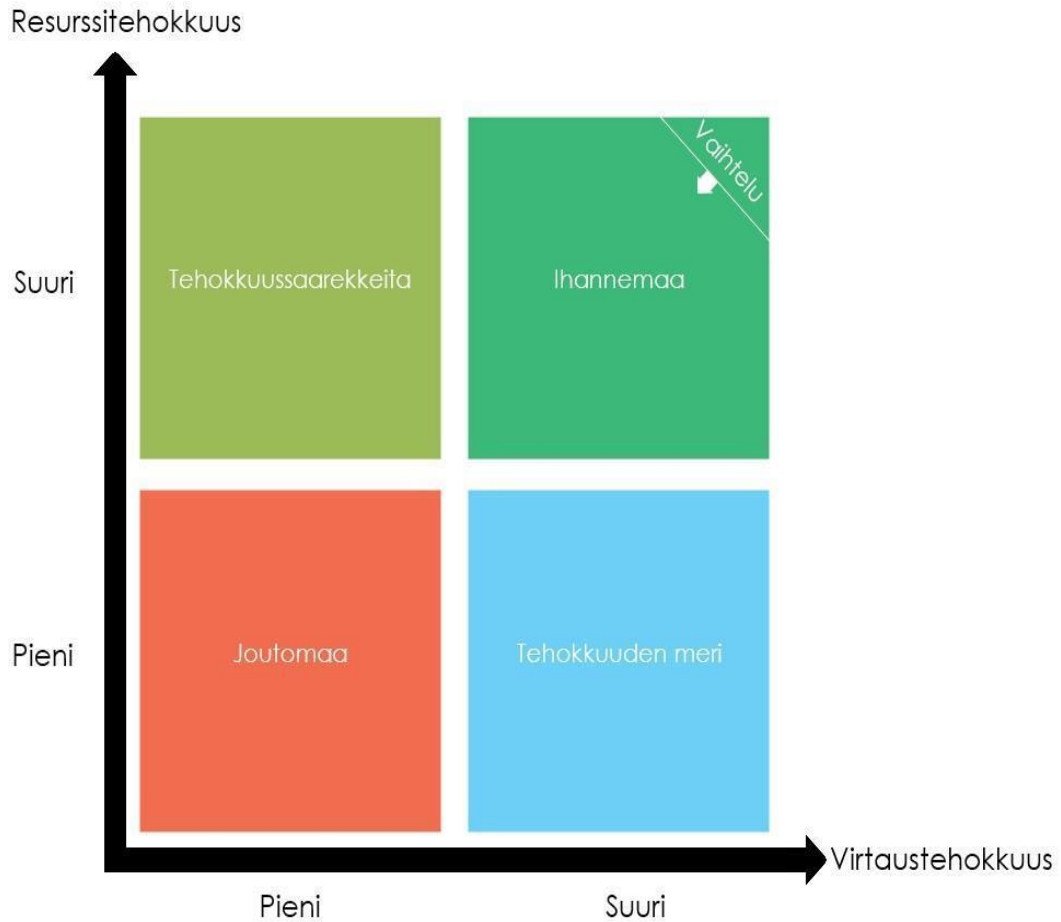 Resurssitehokkuus
Vaihtelu
Suuri
Tehokkuussaarekkeita
Ihannemaa
Pieni
Joutomaa
Tehokkuuden meri
Virtaustehokkuus
Pieni
Suuri